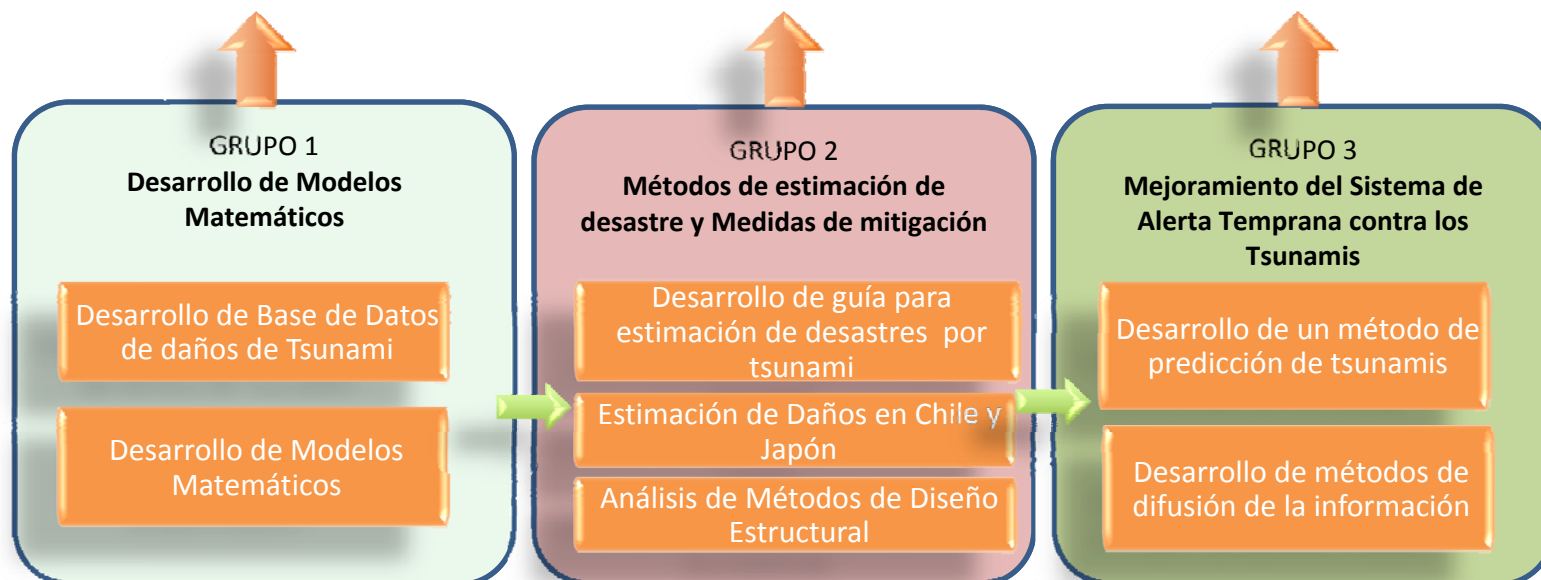 GRUPO 1
Desarrollo de Modelos
Matemáticos
Desarrollo de Base de Datos
de daños de Tsunami
Desarrollo de Modelos
Matemáticos
GRUPO 2
Métodos de estimación de
desastre y Medidas de mitigación
Desarrollo de guía para
estimación de desastres por
tsunami
Estimación de Daños en Chile y
Japón
Análisis de Métodos de Diseño
Estructural
GRUPO 3
Mejoramiento del Sistema de
Alerta Temprana contra los
Tsunamis
Desarrollo de un método de
predicción de tsunamis
Desarrollo de métodos de
difusión de la información